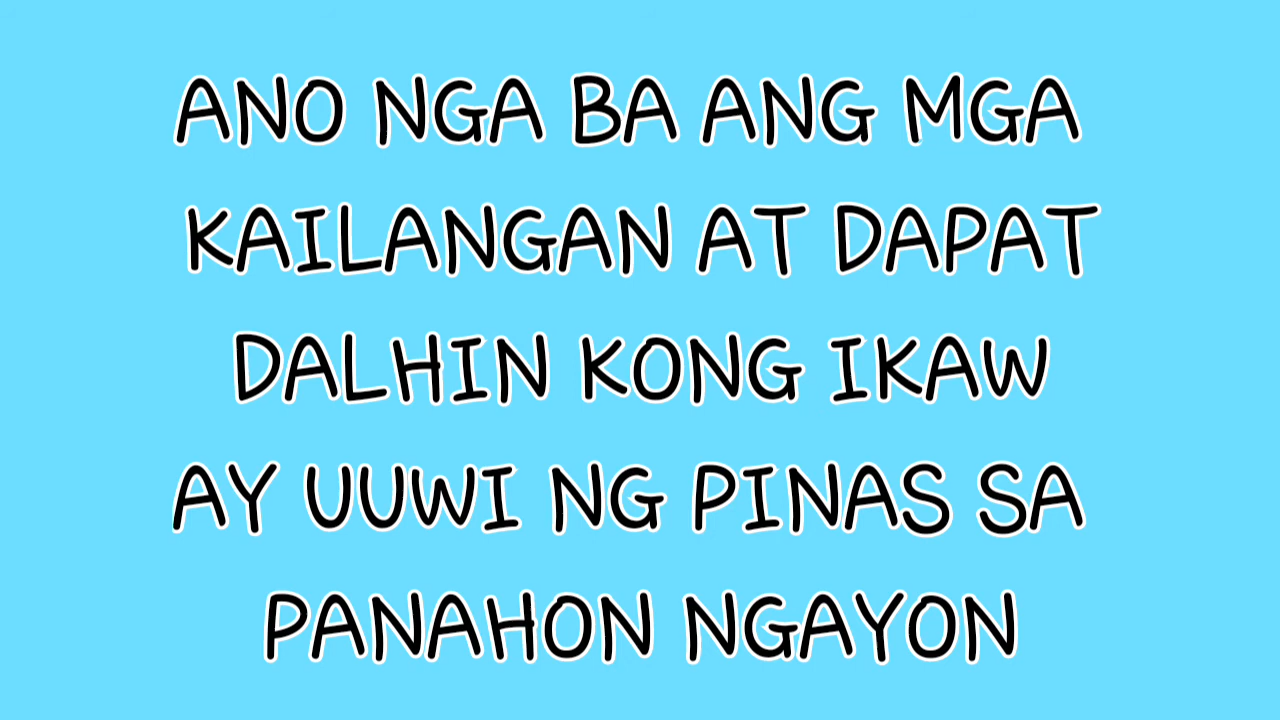 ANO NGA BA ANG MGA
KAILANGAN AT DAPAT
DALHIN KONG IKAW
AY UUWI NG PINAS SA
PANAHON NGAYON